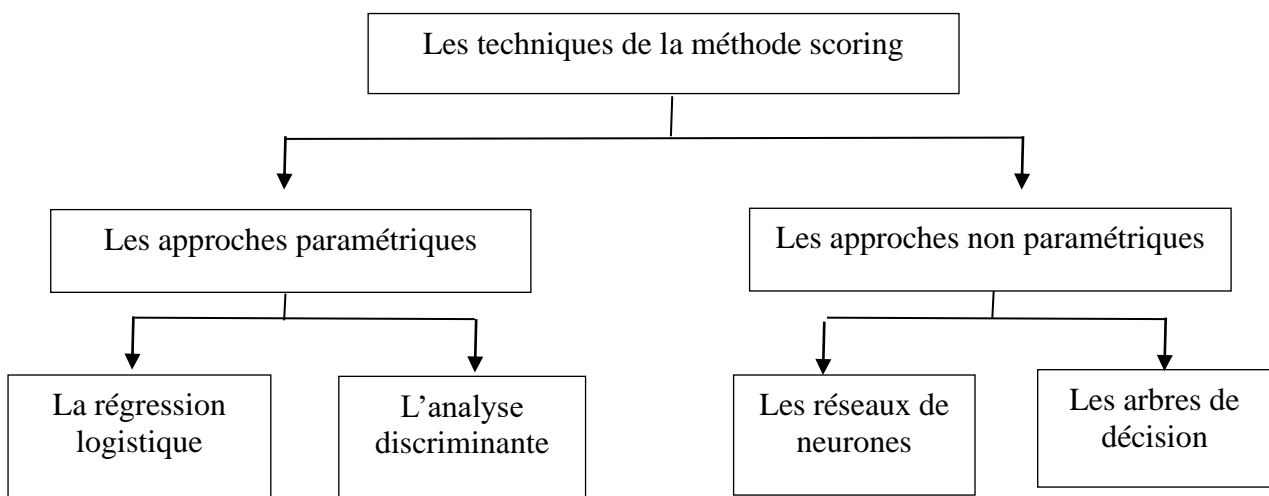 Les techniques de la méthode scoring
Les approches paramétriques
Les approches non paramétriques
La régression
logistique
L’analyse
discriminante
Les réseaux de
neurones
Les arbres de
décision